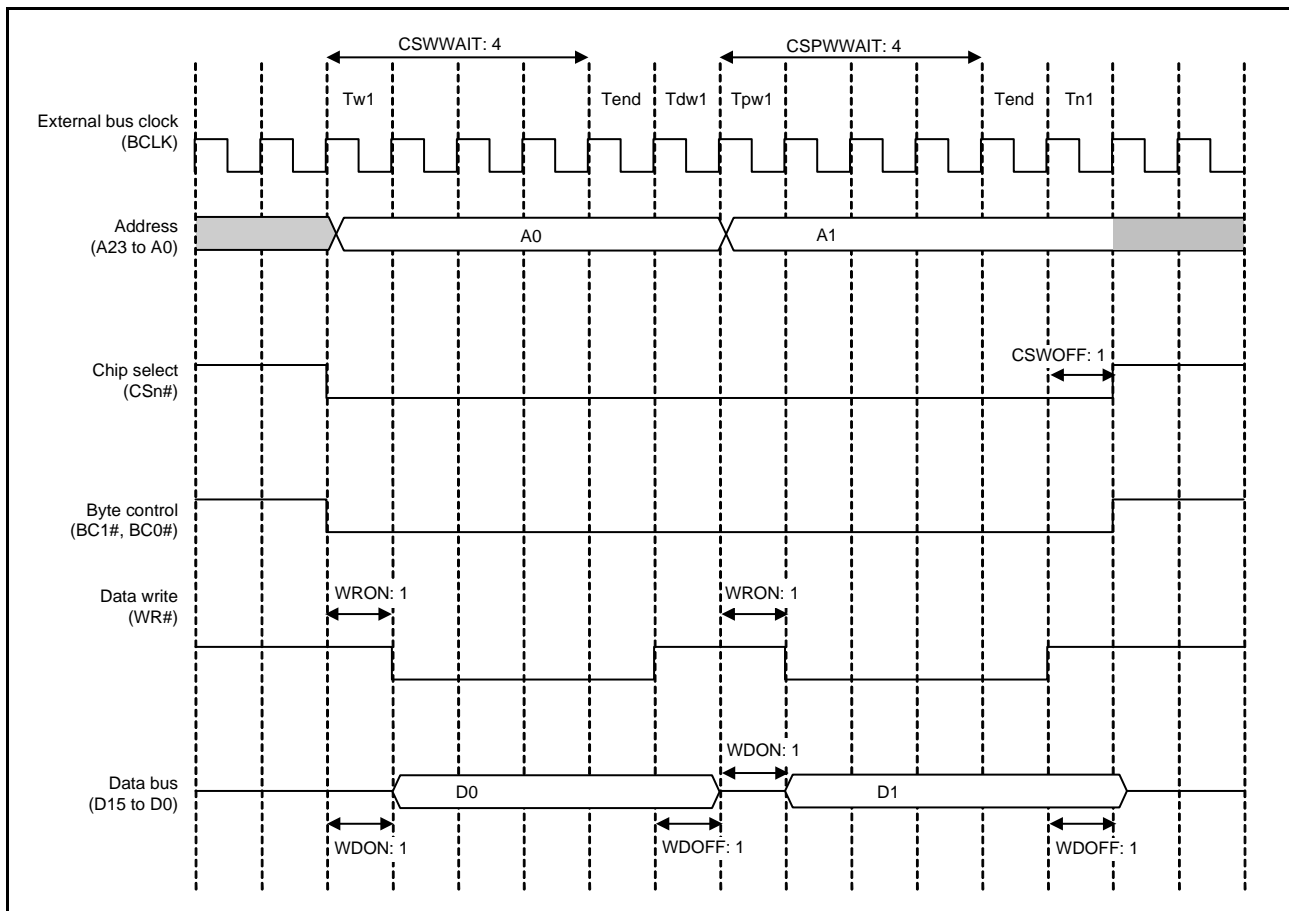 CSWWAIT: 4
CSPWWAIT: 4
Tw1
Tend
Tdw1
Tpw1
Tend
Tn1
External bus clock
(BCLK)
Address
(A23 to A0)
A0
A1
CSWOFF: 1
Chip select
(CSn#)
Byte control
(BC1#, BC0#)
Data write
(WR#)
WRON: 1
WRON: 1
WDON: 1
Data bus
(D15 to D0)
D0
D1
WDON: 1
WDOFF: 1
WDOFF: 1